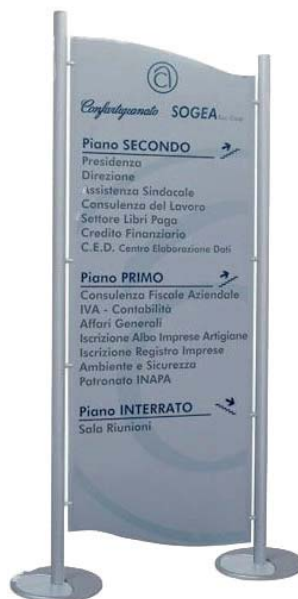 a
Confartigianato SOGEA Soc. Coop.
Piano SECONDO
Presidenza
Direzione
Assistenza Sindacale
Consulenza del Lavoro
Settore Libri Paga
Credito Finanziario
C.E.D. Centro Elaborazione Dati
Piano PRIMO
Consulenza Fiscale Aziendale
IVA - Contabilità
Affari Generali
Iscrizione Albo Imprese Artigiane
Iscrizione Registro Imprese
Ambiente e Sicurezza
Patronato INAPA
Piano INTERRATO
Sala Riunioni